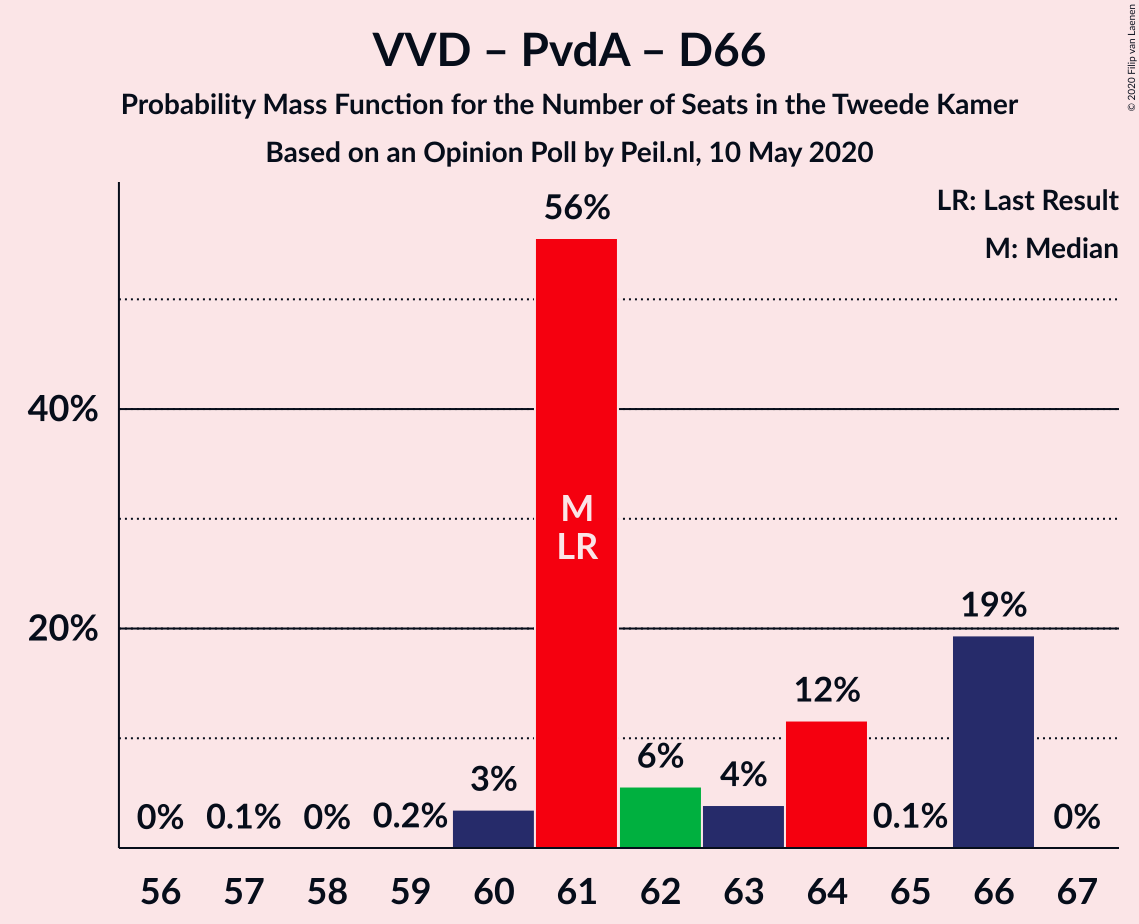 VVD – PvdA – D66
Probability Mass Function for the Number of Seats in the Tweede Kamer
Based on an Opinion Poll by Peil.nl, 10 May 2020
© 2020 Filip van Laenen
LR: Last Result
M: Median
40%
20%
0%
0.1%
0%
0.2%
3%
56%
6%
4%
12%
0.1%
19%
0%
M
LR
56 57 58 59 60 61 62 63 64 65 66 67